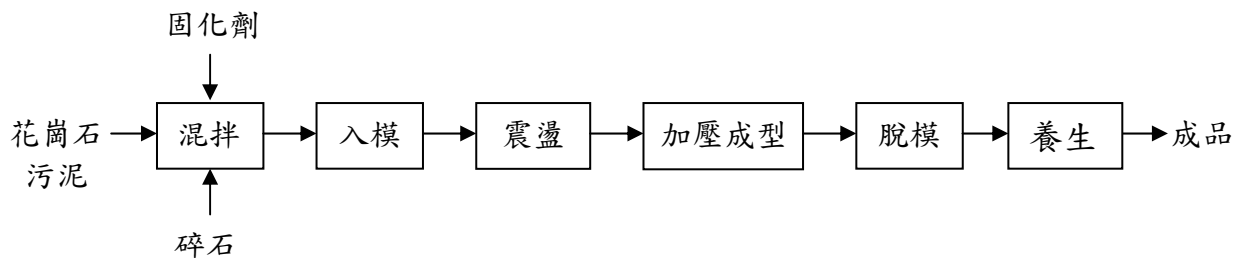 固化劑
花崗石
污泥
混拌
入模
震盪
加壓成型
脫模
養生
成品
碎石